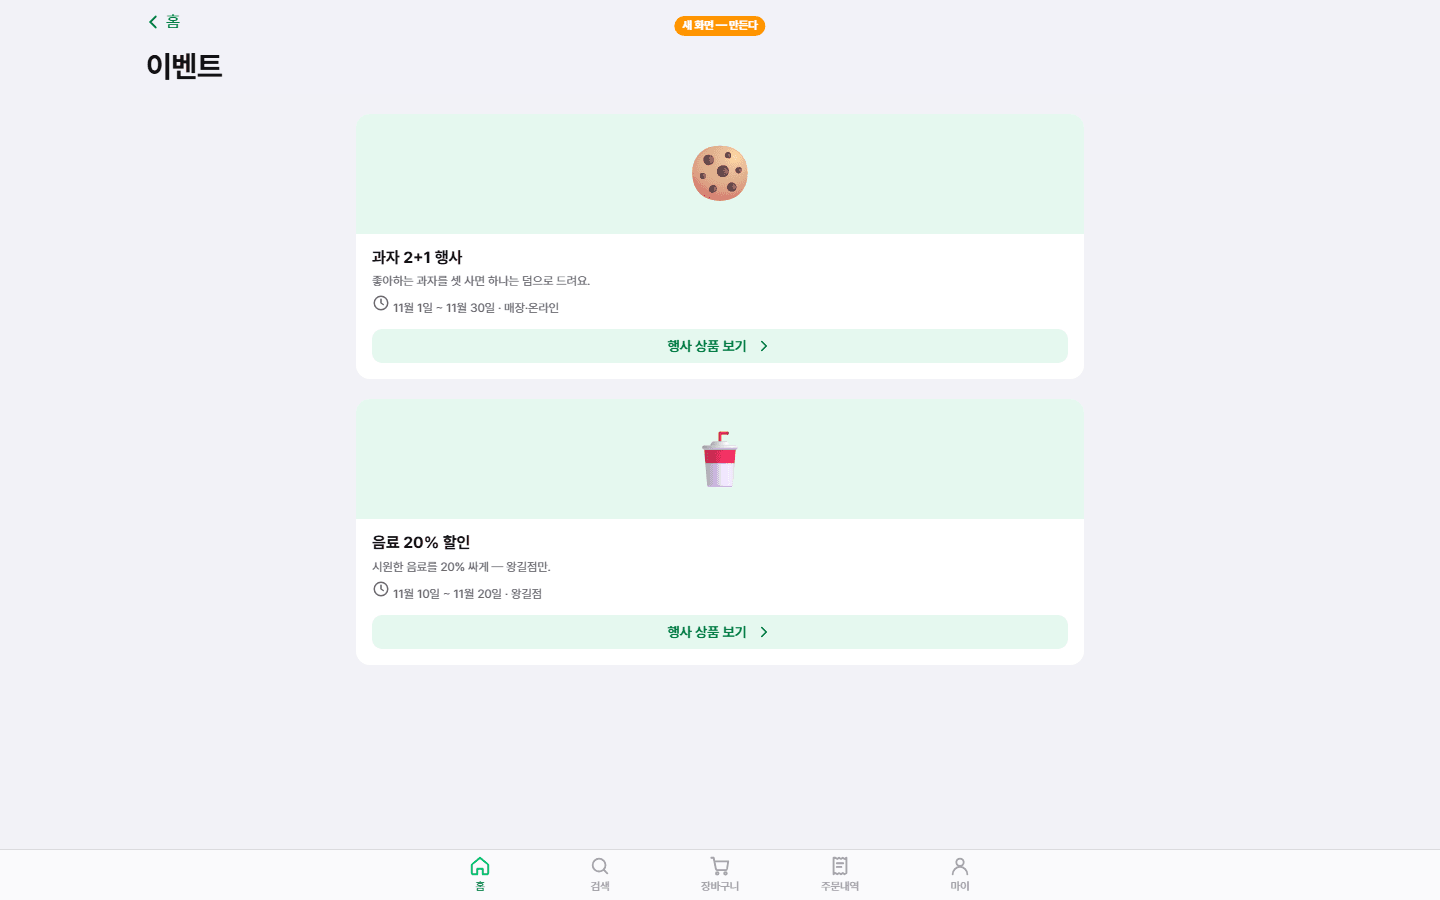 홈
새 화면 — 만든다
이벤트
과자 2+1 행사
좋아하는 과자를 셋 사면 하나는 덤으로 드려요.
11월 1일 ~ 11월 30일 · 매장·온라인
행사 상품 보기
음료 20% 할인
시원한 음료를 20% 싸게 — 왕길점만.
11월 10일 ~ 11월 20일 · 왕길점
행사 상품 보기
홈
검색
장바구니
주문내역
마이